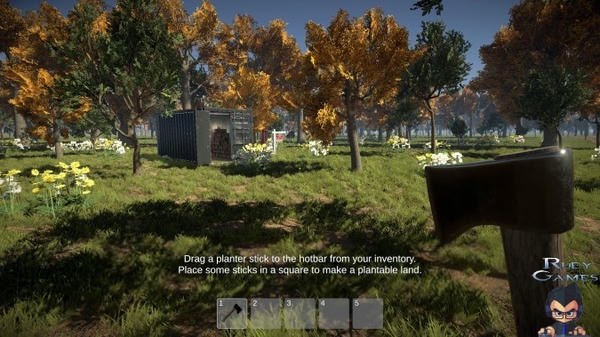 Drag a planter stick to the hotbar from your inventory.
Place some sticks in a square to make a plantable land.
1 2 3 4 5
Ruey
Games